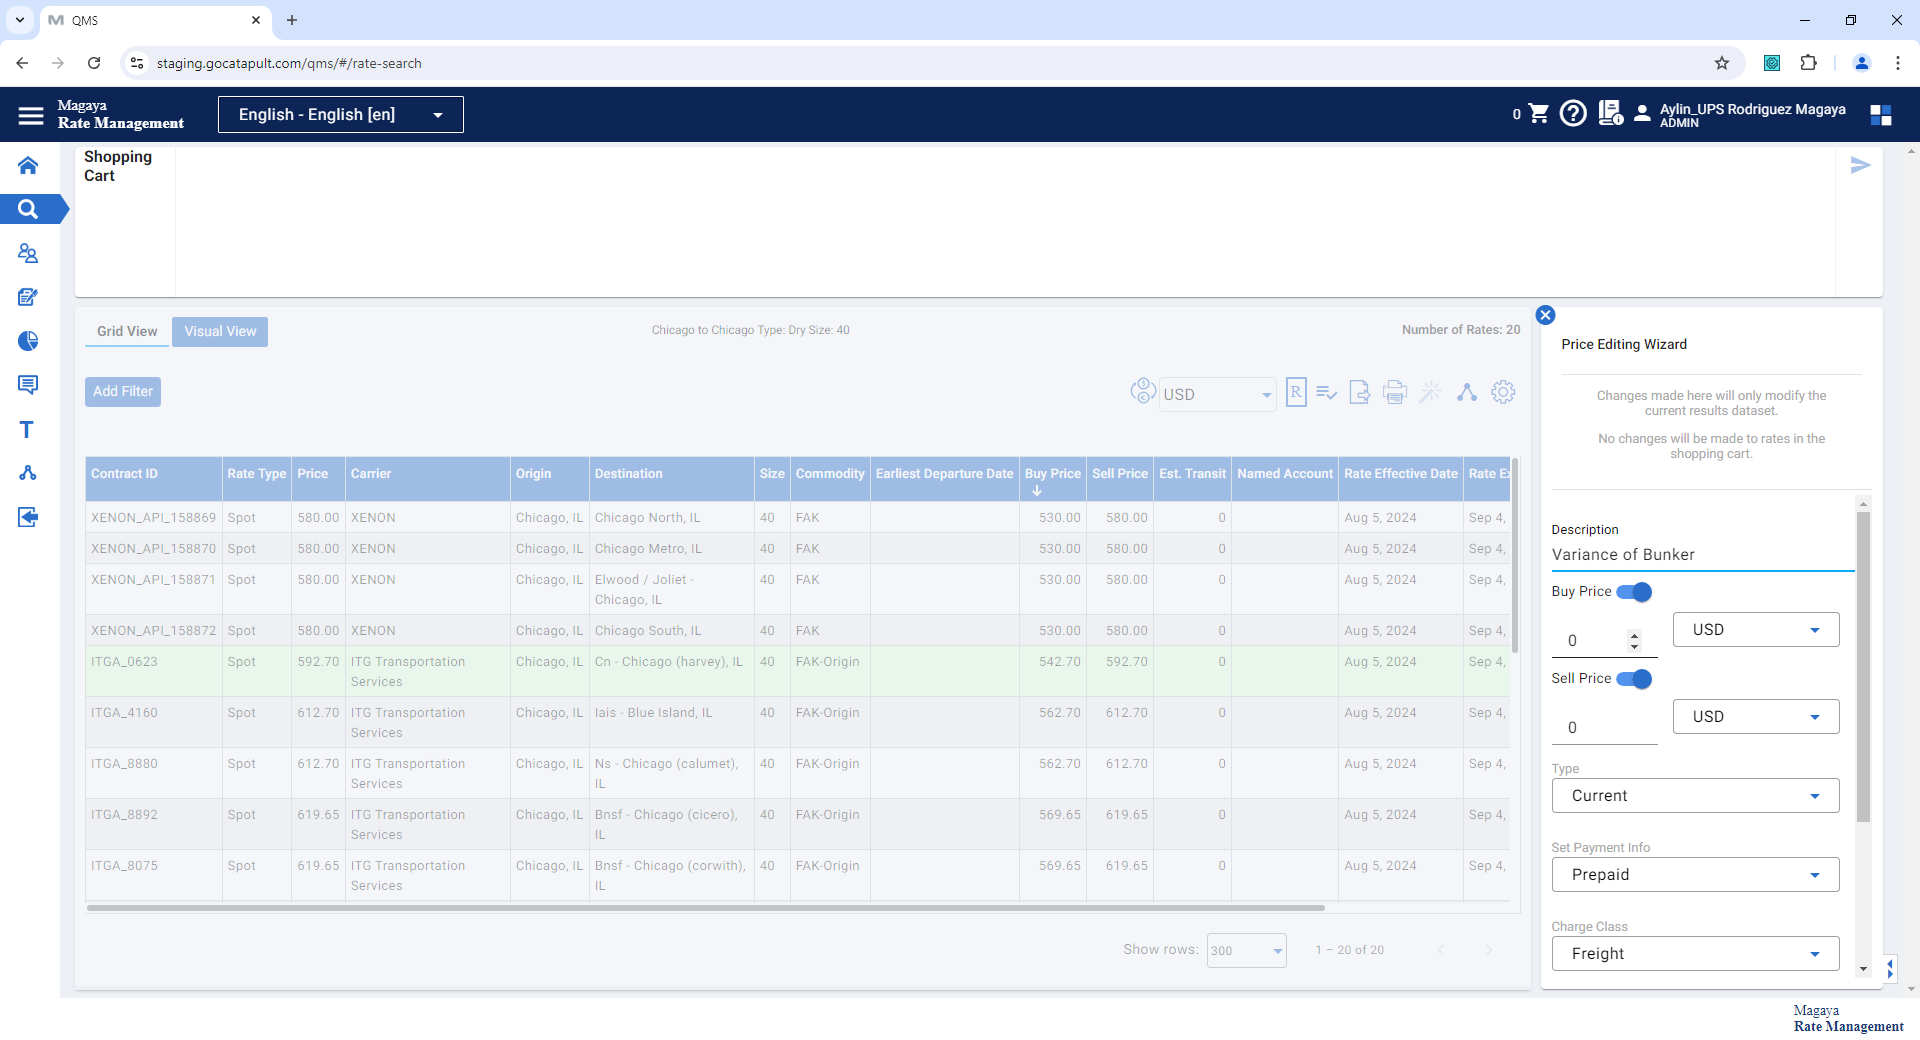 QMS
staging.gocatapult.com/qms/#/rate-search
Magaya
Rate Management
English - English [en]
0
Aylin_UPS Rodriguez Magaya
ADMIN
Shopping
Cart
Grid View
Visual View
Chicago to Chicago Type: Dry Size: 40
Number of Rates: 20
Add Filter
USD
R
Contract ID Rate Type Price Carrier Origin Destination Size Commodity Earliest Departure Date Buy Price Sell Price Est. Transit Named Account Rate Effective Date Rate Ex
XENON_API_158869 Spot 580.00 XENON Chicago, IL Chicago North, IL 40 FAK 530.00 580.00 0 Aug 5, 2024 Sep 4,
XENON_API_158870 Spot 580.00 XENON Chicago, IL Chicago Metro, IL 40 FAK 530.00 580.00 0 Aug 5, 2024 Sep 4,
XENON_API_158871 Spot 580.00 XENON Chicago, IL Elwood / Joliet - 40 FAK 530.00 580.00 0 Aug 5, 2024 Sep 4,
Chicago, IL
XENON_API_158872 Spot 580.00 XENON Chicago, IL Chicago South, IL 40 FAK 530.00 580.00 0 Aug 5, 2024 Sep 4,
ITGA_0623 Spot 592.70 ITG Transportation Chicago, IL Cn - Chicago (harvey), IL 40 FAK-Origin 542.70 592.70 0 Aug 5, 2024 Sep 4,
Services
ITGA_4160 Spot 612.70 ITG Transportation Chicago, IL Iais - Blue Island, IL 40 FAK-Origin 562.70 612.70 0 Aug 5, 2024 Sep 4,
Services
ITGA_8880 Spot 612.70 ITG Transportation Chicago, IL Ns - Chicago (calumet), 40 FAK-Origin 562.70 612.70 0 Aug 5, 2024 Sep 4,
Services IL
ITGA_8892 Spot 619.65 ITG Transportation Chicago, IL Bnsf - Chicago (cicero), 40 FAK-Origin 569.65 619.65 0 Aug 5, 2024 Sep 4,
Services IL
ITGA_8075 Spot 619.65 ITG Transportation Chicago, IL Bnsf - Chicago (corwith), 40 FAK-Origin 569.65 619.65 0 Aug 5, 2024 Sep 4,
Services IL
Show rows: 300 1 – 20 of 20
Price Editing Wizard
Changes made here will only modify the
current results dataset.
No changes will be made to rates in the
shopping cart.
Description
Variance of Bunker
Buy Price
0 USD
Sell Price
0 USD
Type
Current
Set Payment Info
Prepaid
Charge Class
Freight
Magaya
Rate Management